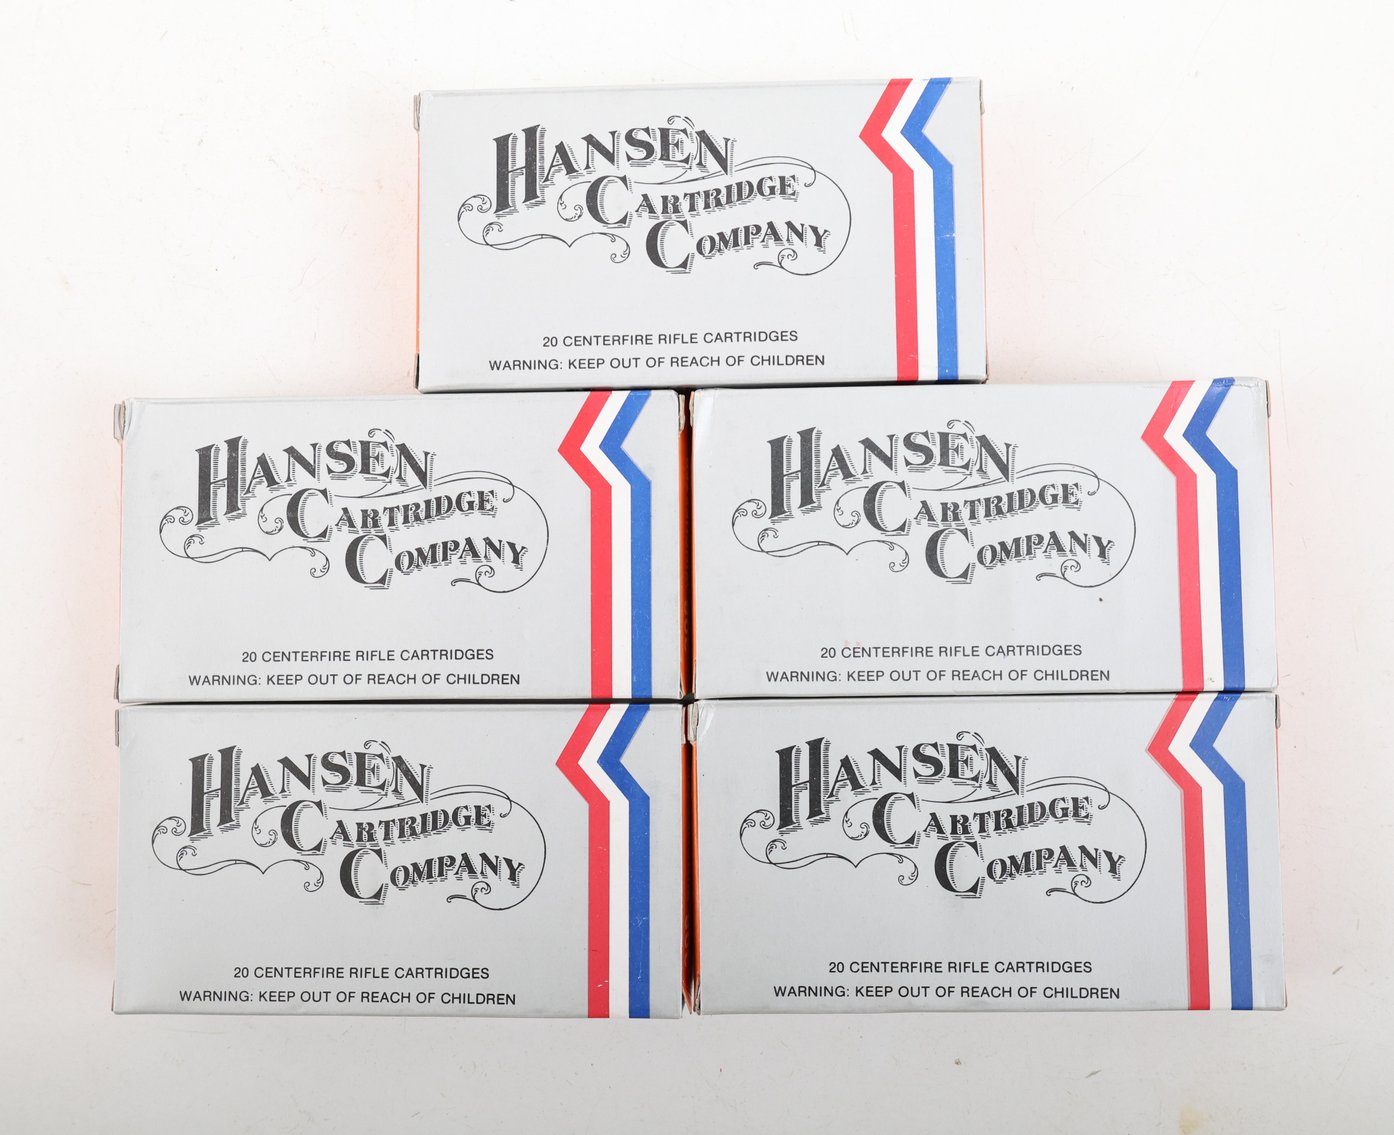 HANSEN
CARTRIDGE
COMPANY
20 CENTERFIRE RIFLE CARTRIDGES
WARNING: KEEP OUT OF REACH OF CHILDREN
HANSEN
CARTRIDGE
COMPANY
20 CENTERFIRE RIFLE CARTRIDGES
WARNING: KEEP OUT OF REACH OF CHILDREN
HANSEN
CARTRIDGE
COMPANY
20 CENTERFIRE RIFLE CARTRIDGES
WARNING: KEEP OUT OF REACH OF CHILDREN
HANSEN
CARTRIDGE
COMPANY
20 CENTERFIRE RIFLE CARTRIDGES
WARNING: KEEP OUT OF REACH OF CHILDREN
HANSEN
CARTRIDGE
COMPANY
20 CENTERFIRE RIFLE CARTRIDGES
WARNING: KEEP OUT OF REACH OF CHILDREN